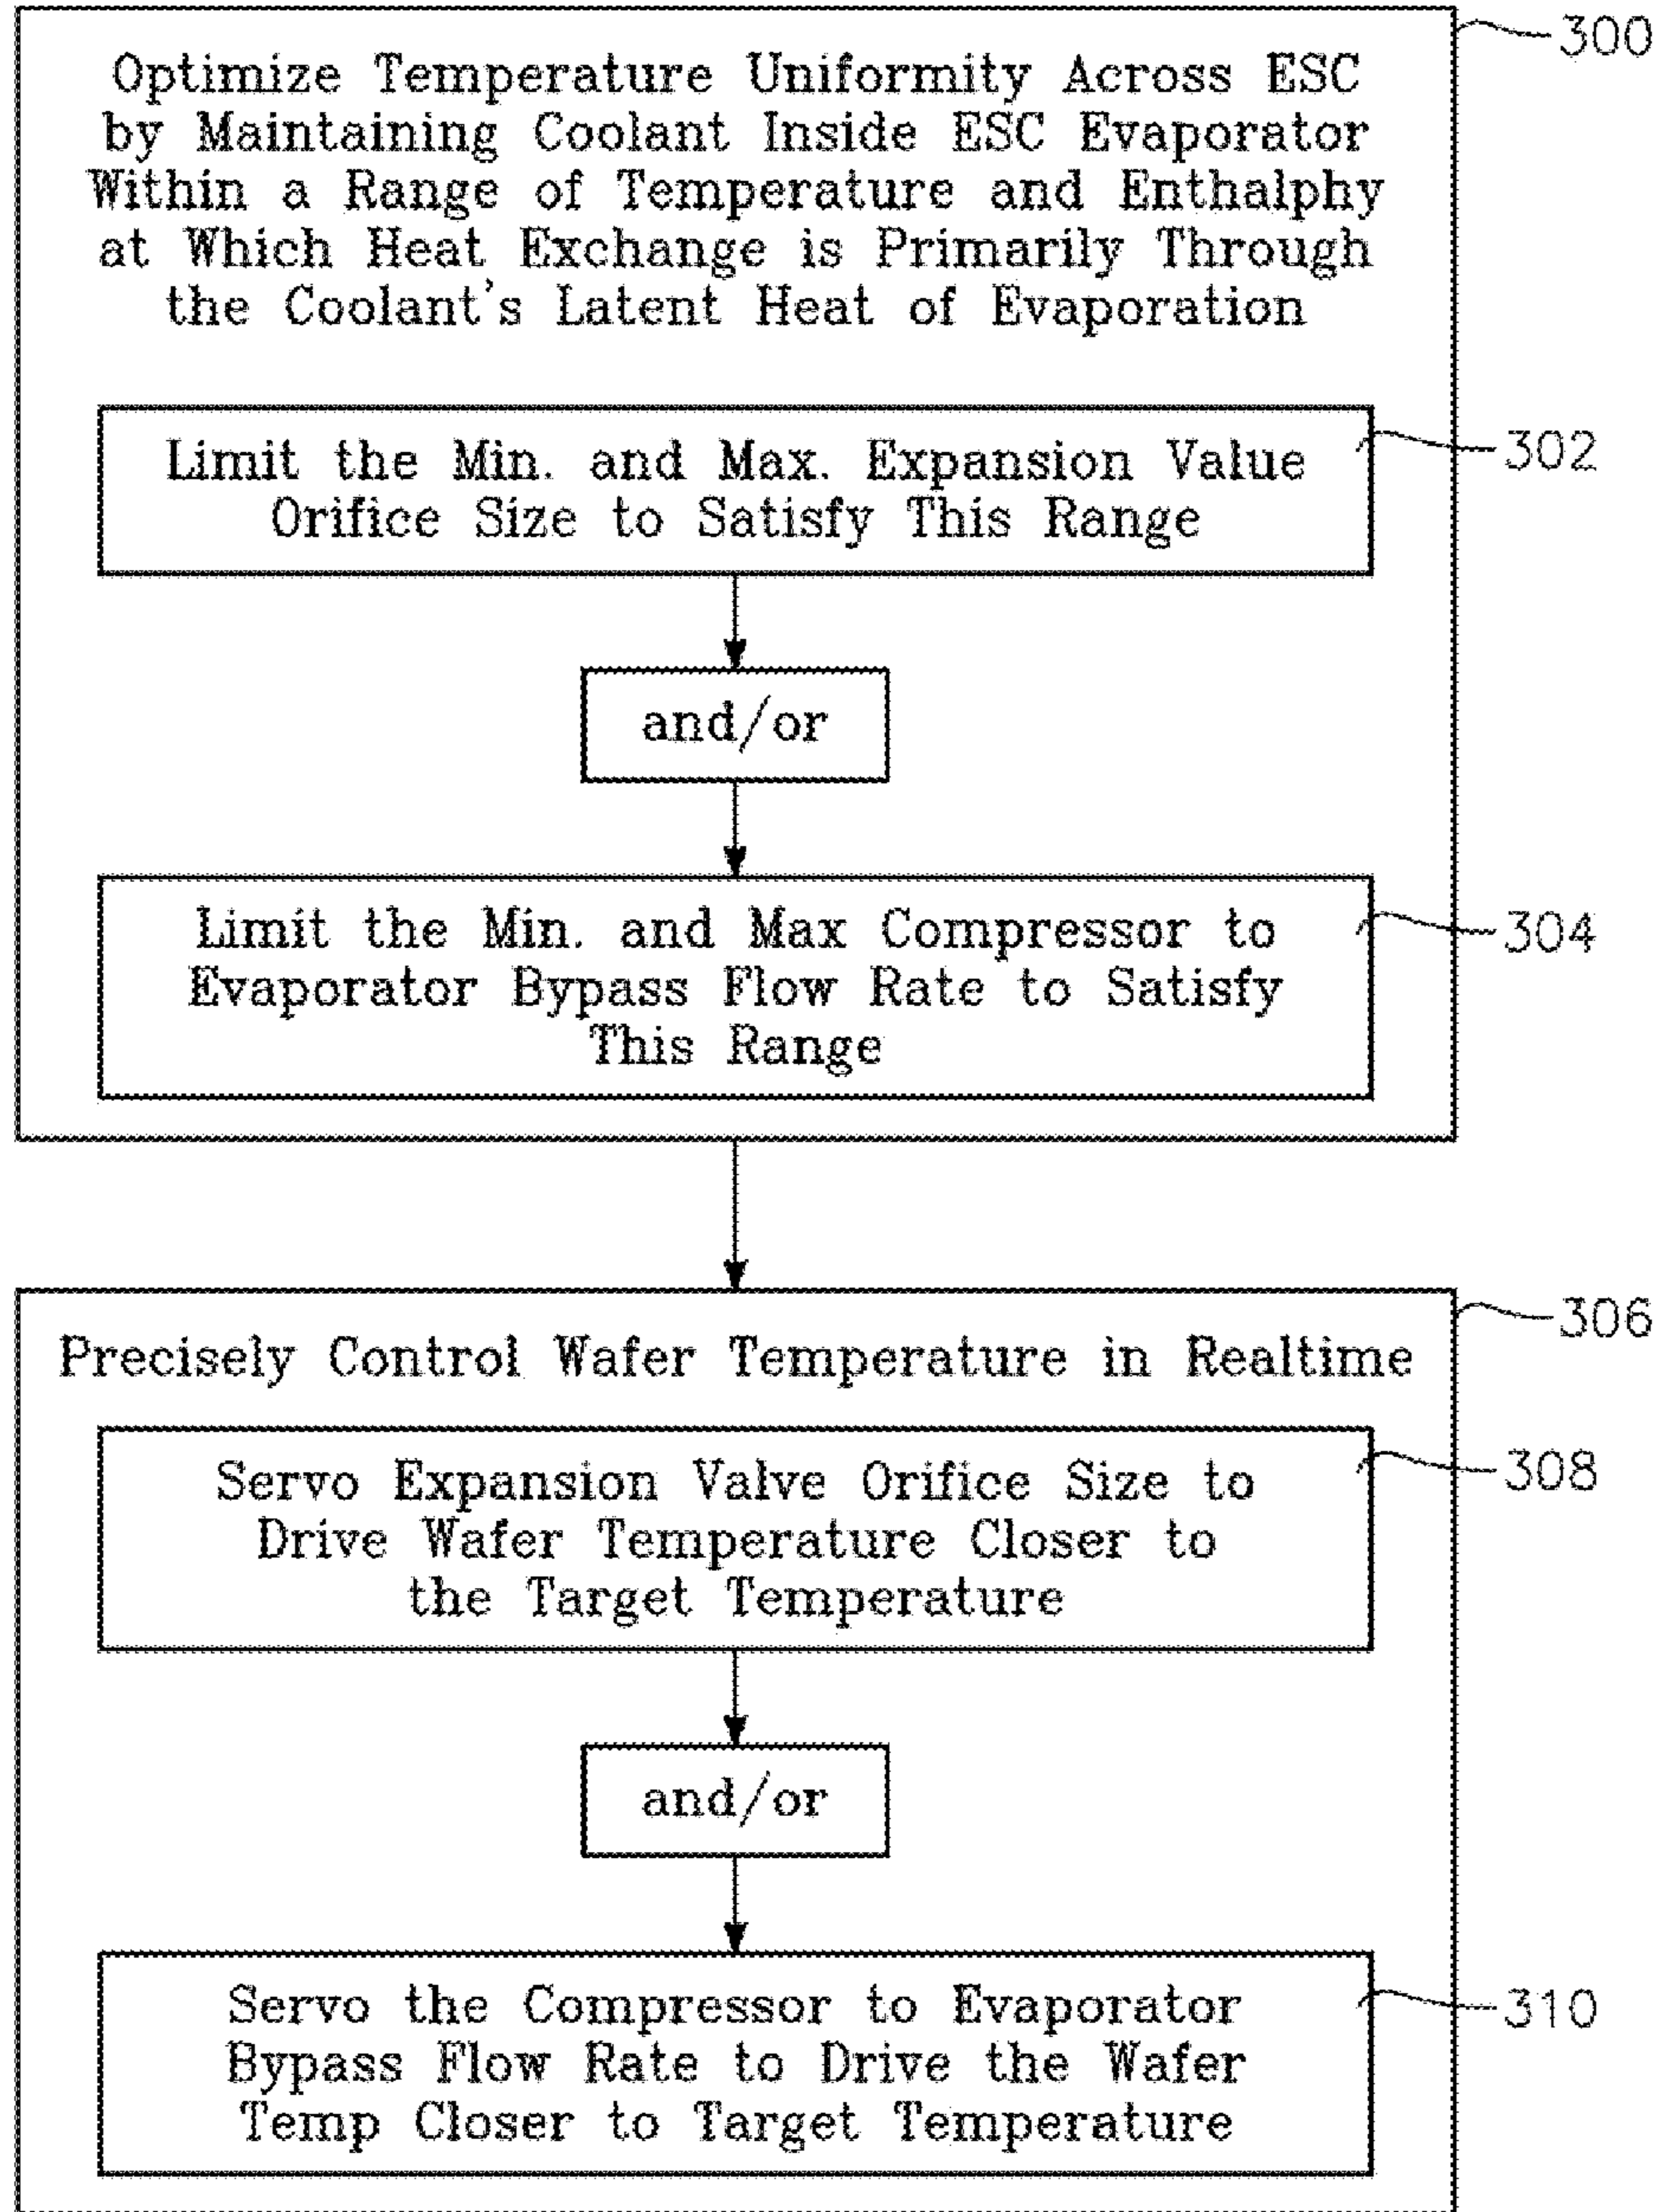 300
Optimize Temperature Uniformity Across ESC
by Maintaining Coolant Inside ESC Evaporator
Within a Range of Temperature and Enthalphy
at Which Heat Exchange is Primarily Through
the Coolant's Latent Heat of Evaporation
302
Limit the Min. and Max. Expansion Value
Orifice Size to Satisfy This Range
and/or
304
Limit the Min. and Max Compressor to
Evaporator Bypass Flow Rate to Satisfy
This Range
306
Precisely Control Wafer Temperature in Realtime
308
Servo Expansion Valve Orifice Size to
Drive Wafer Temperature Closer to
the Target Temperature
and/or
310
Servo the Compressor to Evaporator
Bypass Flow Rate to Drive the Wafer
Temp Closer to Target Temperature